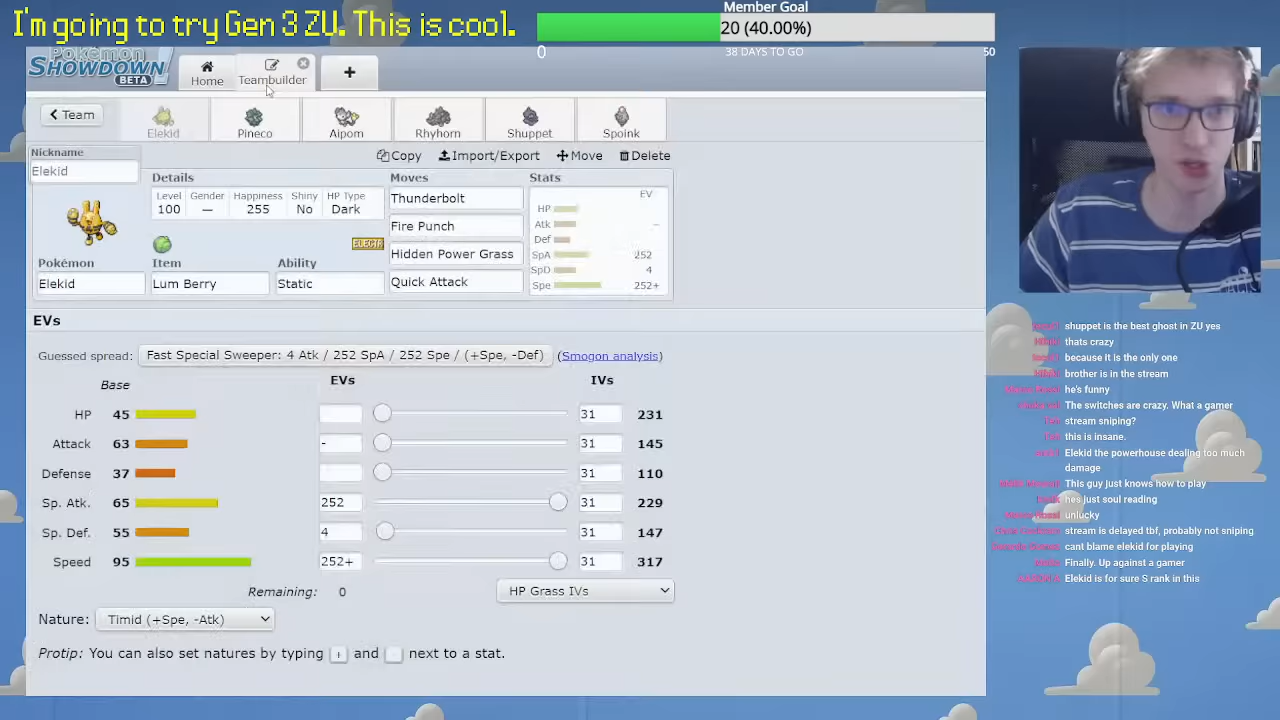 I'm going to try Gen 3 ZU. This is cool.
Member Goal
20 (40.00%)
0
38 DAYS TO GO
50
Pokémon
SHOWDOWN!
BETA
Home
Teambuilder
+
Team
Elekid
Pineco
Aipom
Rhyhorn
Shuppet
Spoink
Nickname
Elekid
Copy
Import/Export
Move
Delete
Details
Level
100
Gender
—
Happiness
255
Shiny
No
HP Type
Dark
ELECTR
Pokémon
Elekid
Item
Lum Berry
Ability
Static
Moves
Thunderbolt
Fire Punch
Hidden Power Grass
Quick Attack
Stats
EV
HP
Atk
Def
SpA 252
SpD 4
Spe 252+
EVs
Guessed spread: Fast Special Sweeper: 4 Atk / 252 SpA / 252 Spe / (+Spe, -Def) (Smogon analysis)
Base EVs IVs
HP 45 31 231
Attack 63 - 31 145
Defense 37 31 110
Sp. Atk. 65 252 31 229
Sp. Def. 55 4 31 147
Speed 95 252+ 31 317
Remaining: 0
HP Grass IVs
Nature: Timid (+Spe, -Atk)
Protip: You can also set natures by typing + and - next to a stat.
shuppet is the best ghost in ZU yes
thats crazy
because it is the only one
brother is in the stream
he's funny
The switches are crazy. What a gamer
stream sniping?
this is insane.
Elekid the powerhouse dealing too much
damage
This guy just knows how to play
hes just soul reading
unlucky
stream is delayed tbf, probably not sniping
cant blame elekid for playing
Finally. Up against a gamer
Elekid is for sure S rank in this